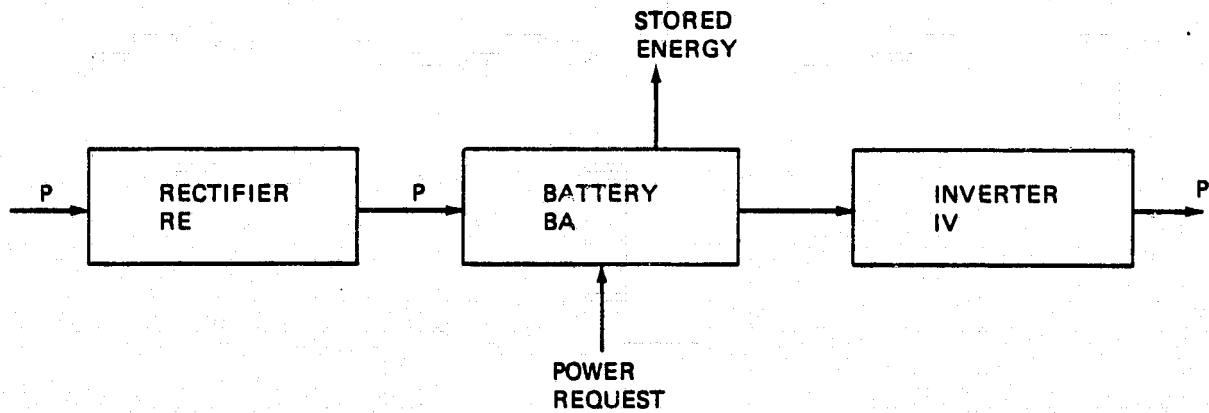 STORED
ENERGY
P
RECTIFIER
RE
P
BATTERY
BA
INVERTER
IV
P
POWER
REQUEST